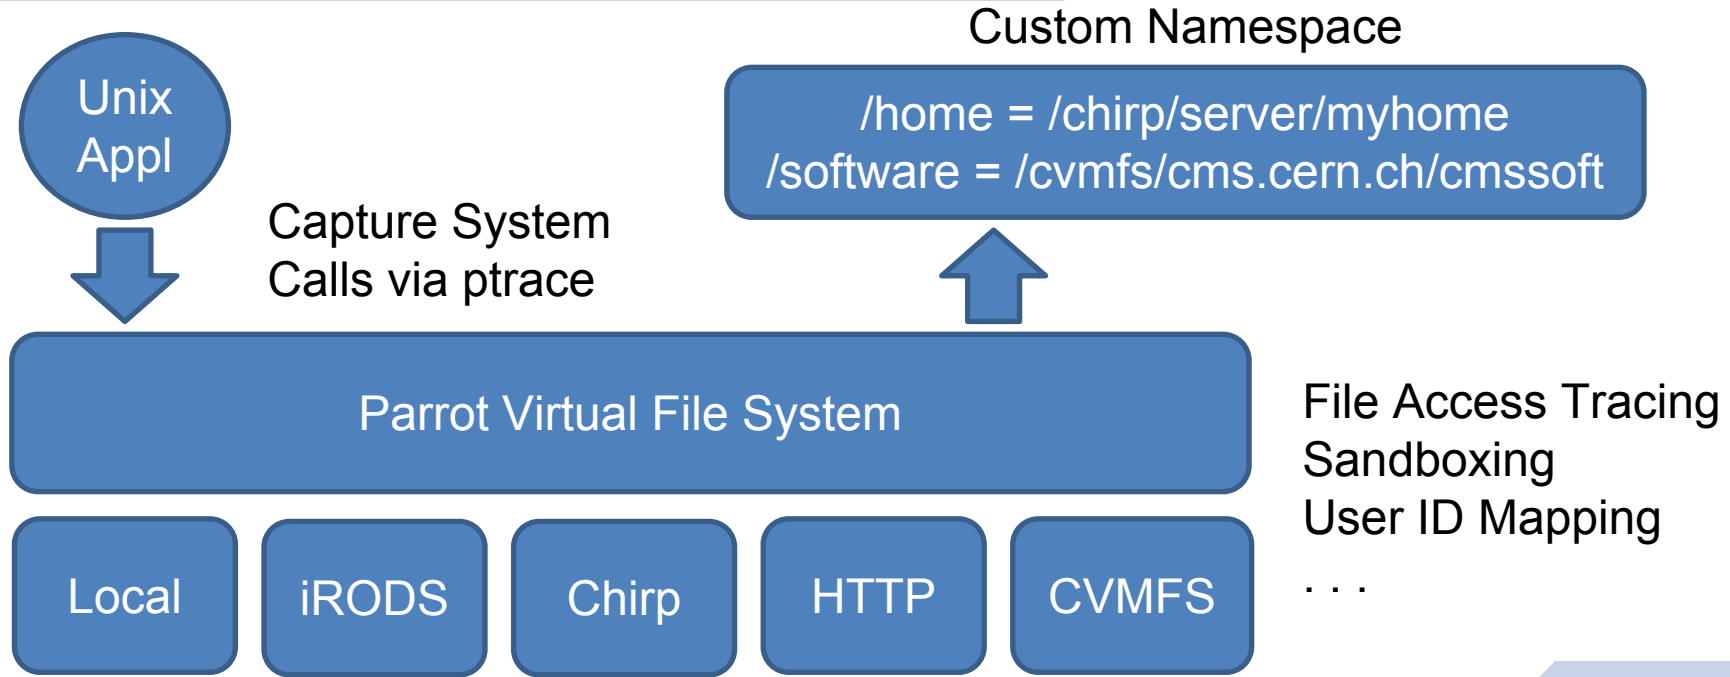 Custom Namespace
Unix
Appl
/home = /chirp/server/myhome
/software = /cvmfs/cms.cern.ch/cmssoft
Capture System
Calls via ptrace
Parrot Virtual File System
File Access Tracing
Sandboxing
User ID Mapping
. . .
Local
iRODS
Chirp
HTTP
CVMFS